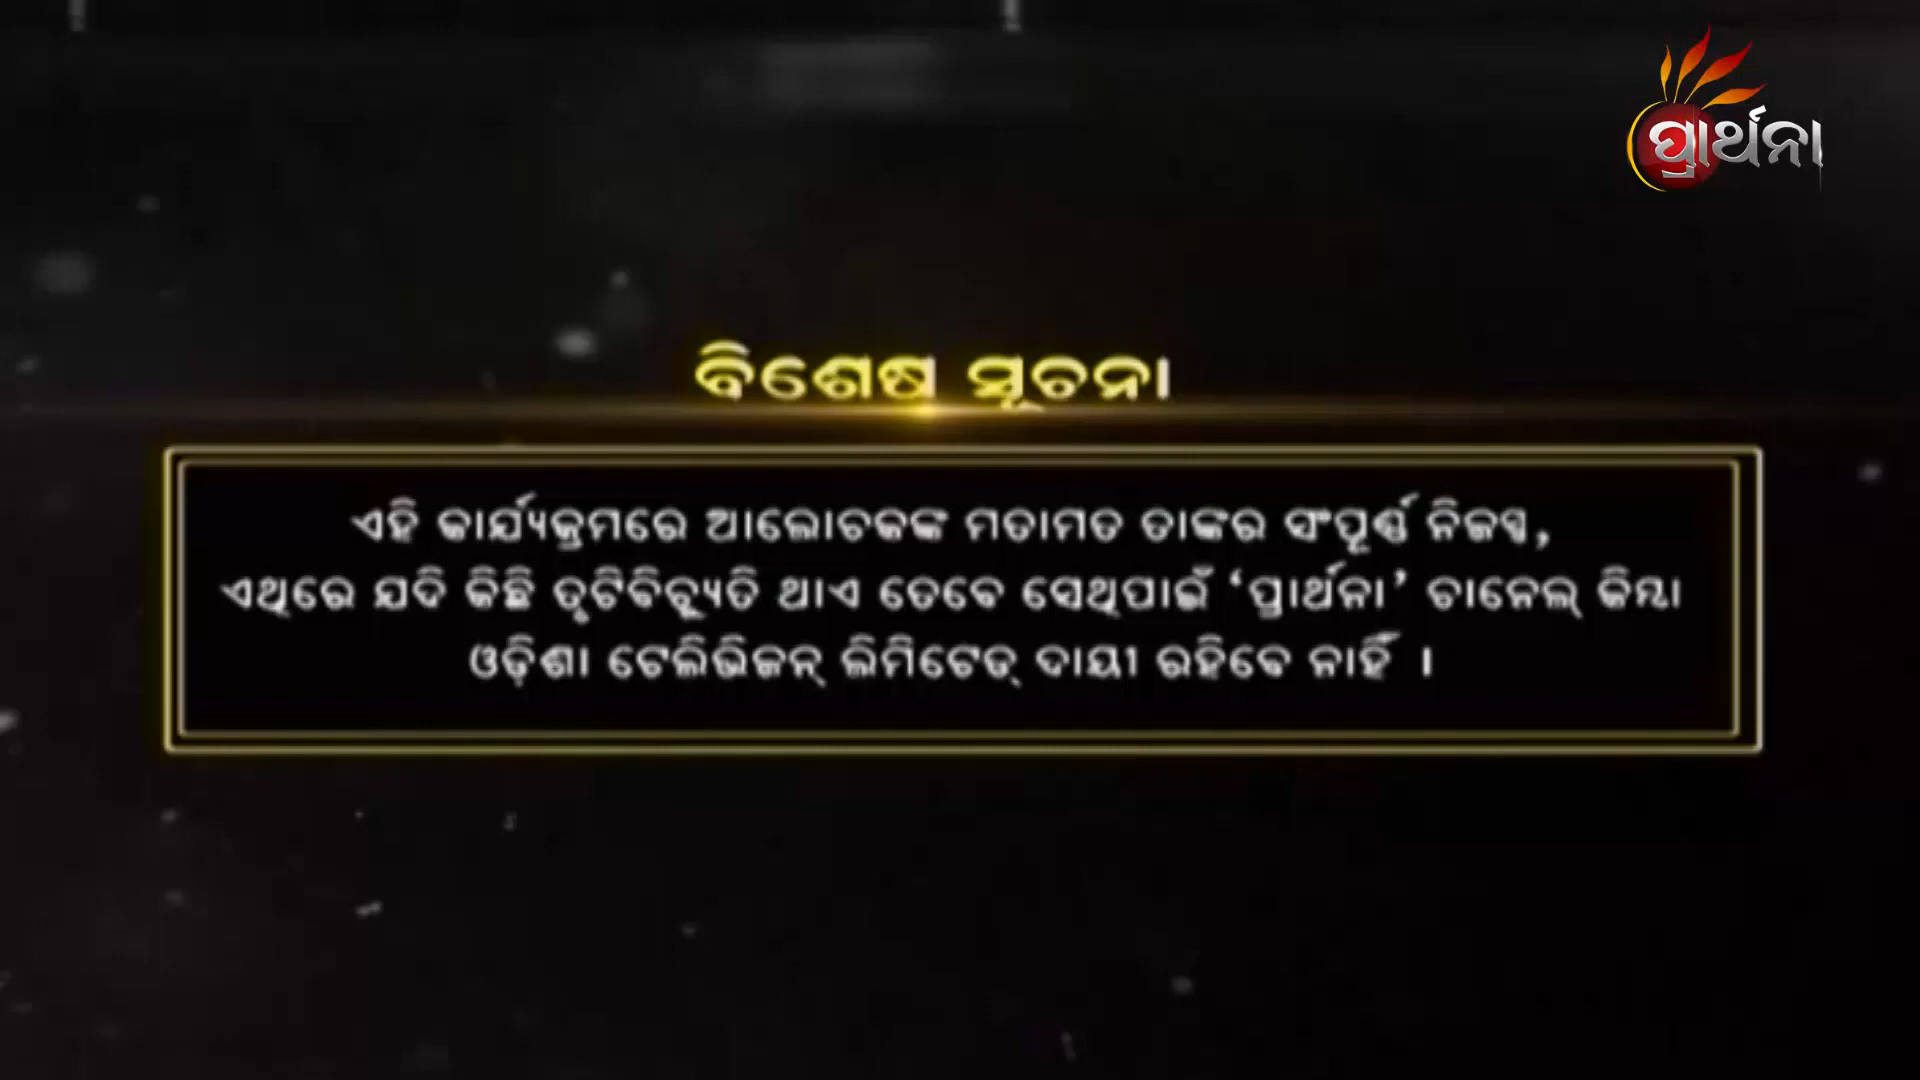 ପ୍ରାର୍ଥନା
ବିଶେଷ ସୂଚନା
ଏହି କାର୍ଯ୍ୟକ୍ରମରେ ଆଲୋଚକଙ୍କ ମତାମତ ତାଙ୍କର ସଂପୂର୍ଣ୍ଣ ନିଜସ୍ୱ,
ଏଥିରେ ଯଦି କିଛି ତୃଟିବିଚ୍ୟୁତି ଥାଏ ତେବେ ସେଥିପାଇଁ ‘ପ୍ରାର୍ଥନା’ ଚାନେଲ୍ କିମ୍ୱା
ଓଡ଼ିଶା ଟେଲିଭିଜନ୍ ଲିମିଟେଡ୍ ଦାୟୀ ରହିବେ ନାହିଁ ।